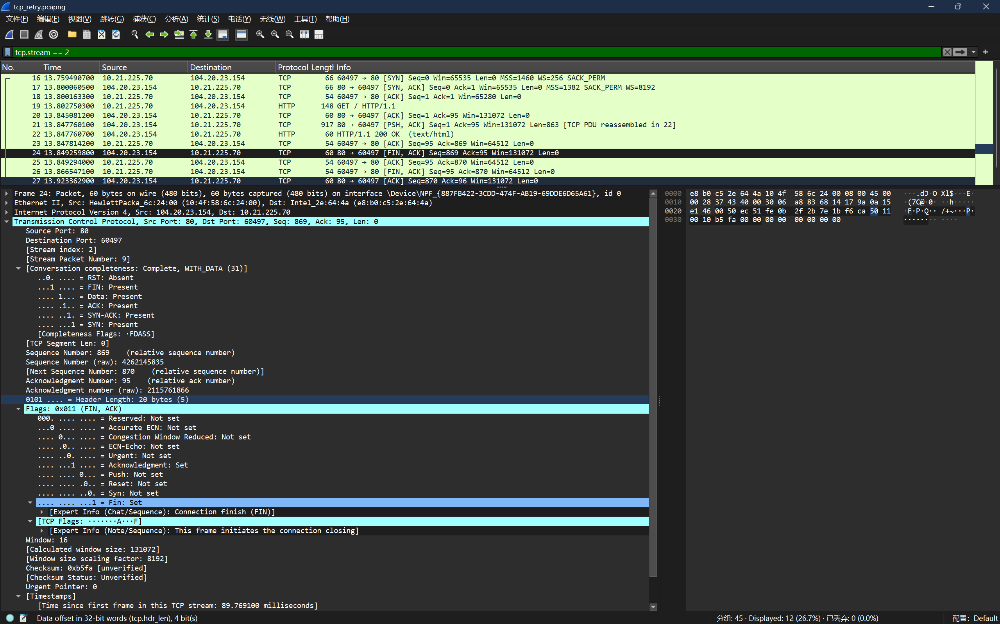 tcp_retry.pcapng
文件(F) 编辑(E) 视图(V) 跳转(G) 捕获(C) 分析(A) 统计(S) 电话(Y) 无线(W) 工具(T) 帮助(H)
tcp.stream == 2
No. Time Source Destination Protocol Length Info
16 13.759490700 10.21.225.70 104.20.23.154 TCP 66 60497 → 80 [SYN] Seq=0 Win=65535 Len=0 MSS=1460 WS=256 SACK_PERM
17 13.800060500 104.20.23.154 10.21.225.70 TCP 66 80 → 60497 [SYN, ACK] Seq=0 Ack=1 Win=65535 Len=0 MSS=1382 SACK_PERM WS=8192
18 13.800163300 10.21.225.70 104.20.23.154 TCP 54 60497 → 80 [ACK] Seq=1 Ack=1 Win=65280 Len=0
19 13.802750300 10.21.225.70 104.20.23.154 HTTP 148 GET / HTTP/1.1
20 13.845081200 104.20.23.154 10.21.225.70 TCP 60 80 → 60497 [ACK] Seq=1 Ack=95 Win=131072 Len=0
21 13.847760100 104.20.23.154 10.21.225.70 TCP 917 80 → 60497 [PSH, ACK] Seq=1 Ack=95 Win=131072 Len=863 [TCP PDU reassembled in 22]
22 13.847760700 104.20.23.154 10.21.225.70 HTTP 60 HTTP/1.1 200 OK (text/html)
23 13.847814200 10.21.225.70 104.20.23.154 TCP 54 60497 → 80 [ACK] Seq=95 Ack=869 Win=64512 Len=0
24 13.849259800 104.20.23.154 10.21.225.70 TCP 60 80 → 60497 [FIN, ACK] Seq=869 Ack=95 Win=131072 Len=0
25 13.849294000 10.21.225.70 104.20.23.154 TCP 54 60497 → 80 [ACK] Seq=95 Ack=870 Win=64512 Len=0
26 13.866547100 10.21.225.70 104.20.23.154 TCP 54 60497 → 80 [FIN, ACK] Seq=95 Ack=870 Win=64512 Len=0
27 13.923362900 104.20.23.154 10.21.225.70 TCP 60 80 → 60497 [ACK] Seq=870 Ack=96 Win=131072 Len=0
Frame 24: Packet, 60 bytes on wire (480 bits), 60 bytes captured (480 bits) on interface \Device\NPF_{887FB422-3CDD-474F-AB19-69DDE6D65A61}, id 0
Ethernet II, Src: HewlettPacka_6c:24:00 (10:4f:58:6c:24:00), Dst: Intel_2e:64:4a (e8:b0:c5:2e:64:4a)
Internet Protocol Version 4, Src: 104.20.23.154, Dst: 10.21.225.70
Transmission Control Protocol, Src Port: 80, Dst Port: 60497, Seq: 869, Ack: 95, Len: 0
Source Port: 80
Destination Port: 60497
[Stream index: 2]
[Stream Packet Number: 9]
[Conversation completeness: Complete, WITH_DATA (31)]
..0. .... = RST: Absent
...1 .... = FIN: Present
.... 1... = Data: Present
.... .1.. = ACK: Present
.... ..1. = SYN-ACK: Present
.... ...1 = SYN: Present
[Completeness Flags: ·FDASS]
[TCP Segment Len: 0]
Sequence Number: 869 (relative sequence number)
Sequence Number (raw): 4262145835
[Next Sequence Number: 870 (relative sequence number)]
Acknowledgment Number: 95 (relative ack number)
Acknowledgment number (raw): 2115761866
0101 .... = Header Length: 20 bytes (5)
Flags: 0x011 (FIN, ACK)
000. .... .... = Reserved: Not set
...0 .... .... = Accurate ECN: Not set
.... 0... .... = Congestion Window Reduced: Not set
.... .0.. .... = ECN-Echo: Not set
.... ..0. .... = Urgent: Not set
.... ...1 .... = Acknowledgment: Set
.... .... 0... = Push: Not set
.... .... .0.. = Reset: Not set
.... .... ..0. = Syn: Not set
.... .... ...1 = Fin: Set
[Expert Info (Chat/Sequence): Connection finish (FIN)]
[TCP Flags: ·······A···F]
[Expert Info (Note/Sequence): This frame initiates the connection closing]
Window: 16
[Calculated window size: 131072]
[Window size scaling factor: 8192]
Checksum: 0xb5fa [unverified]
[Checksum Status: Unverified]
Urgent Pointer: 0
[Timestamps]
[Time since first frame in this TCP stream: 89.769100 milliseconds]
0000 e8 b0 c5 2e 64 4a 10 4f 58 6c 24 00 08 00 45 00 ···.dJ·O Xl$···E·
0010 00 28 37 43 40 00 30 06 a8 83 68 14 17 9a 0a 15 ·(7C@·0· ··h·····
0020 e1 46 00 50 ec 51 fe 0b 2f 2b 7e 1b f6 ca 50 11 ·F·P·Q·· /+~···P·
0030 00 10 b5 fa 00 00 00 00 00 00 00 00 ········ ····
Data offset in 32-bit words (tcp.hdr_len), 4 bit(s)
分组: 45 · Displayed: 12 (26.7%) · 已丢弃: 0 (0.0%)
配置: Default